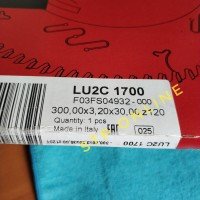 LU2C 1700
F03FS04932-000
300,00x3,20x30,00 z120
Quantity: 1 pcs
Made in Italy EAC 025
LU2C 1700